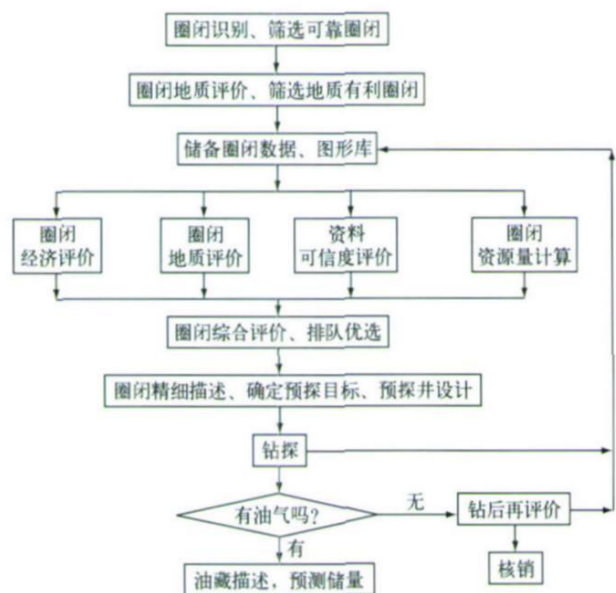 圈闭识别、筛选可靠圈闭
圈闭地质评价、筛选地质有利圈闭
储备圈闭数据、图形库
圈闭
经济评价
圈闭
地质评价
资料
可信度评价
圈闭
资源量计算
圈闭综合评价、排队优选
圈闭精细描述、确定预探目标、预探井设计
钻探
有油气吗?
无
钻后再评价
有
核销
油藏描述，预测储量